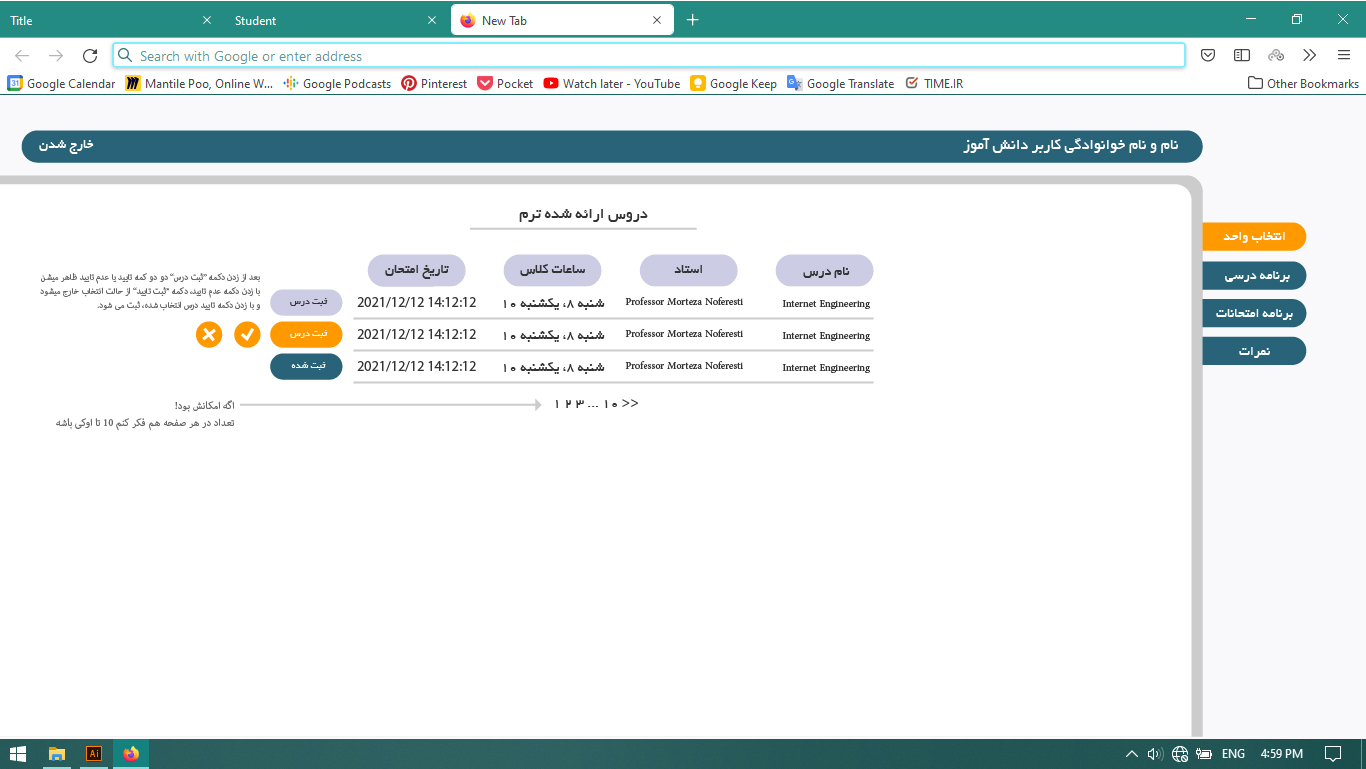 Title
Student
New Tab
Search with Google or enter address
Google Calendar
Mantile Poo, Online W...
Google Podcasts
Pinterest
Pocket
Watch later - YouTube
Google Keep
Google Translate
TIME.IR
Other Bookmarks
نام و نام خوانوادگی کاربر دانش آموز
خارج شدن
انتخاب واحد
برنامه درسی
برنامه امتحانات
نمرات
دروس ارائه شده ترم
نام درس
استاد
ساعات کلاس
تاریخ امتحان
Internet Engineering
Professor Morteza Noferesti
شنبه ۸، یکشنبه ۱۰
2021/12/12 14:12:12
ثبت درس
Internet Engineering
Professor Morteza Noferesti
شنبه ۸، یکشنبه ۱۰
2021/12/12 14:12:12
ثبت درس
Internet Engineering
Professor Morteza Noferesti
شنبه ۸، یکشنبه ۱۰
2021/12/12 14:12:12
ثبت شده
بعد از زدن دکمه "ثبت درس" دو دو کمه تایید یا عدم تایید ظاهر میشن
با زدن دکمه عدم تایید، دکمه "ثبت تایید" از حالت انتخاب خارج میشود
و با زدن دکمه تایید درس انتخاب شده، ثبت می شود.
۱ ۲ ۳ ... ۱۰ >>
اگه امکانش بود!
تعداد در هر صفحه هم فکر کنم 10 تا اوکی باشه
31
Ai
ENG
4:59 PM